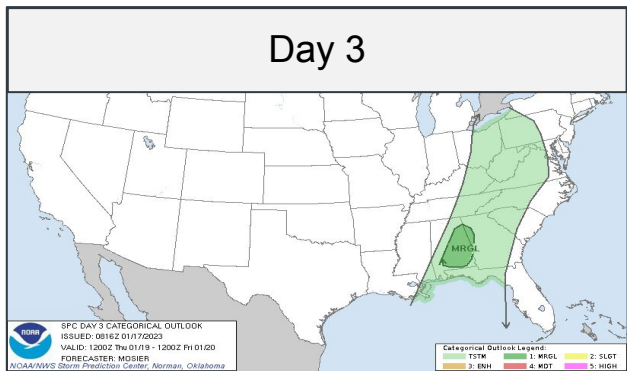 Day 3
MRGL
NOAA
SPC DAY 3 CATEGORICAL OUTLOOK
ISSUED: 0816Z 01/17/2023
VALID: 1200Z Thu 01/19 - 1200Z Fri 01/20
FORECASTER: MOSIER
NOAA/NWS Storm Prediction Center, Norman, Oklahoma
Categorical Outlook Legend:
TSTM 1: MRGL 2: SLGT
3: ENH 4: MDT 5: HIGH